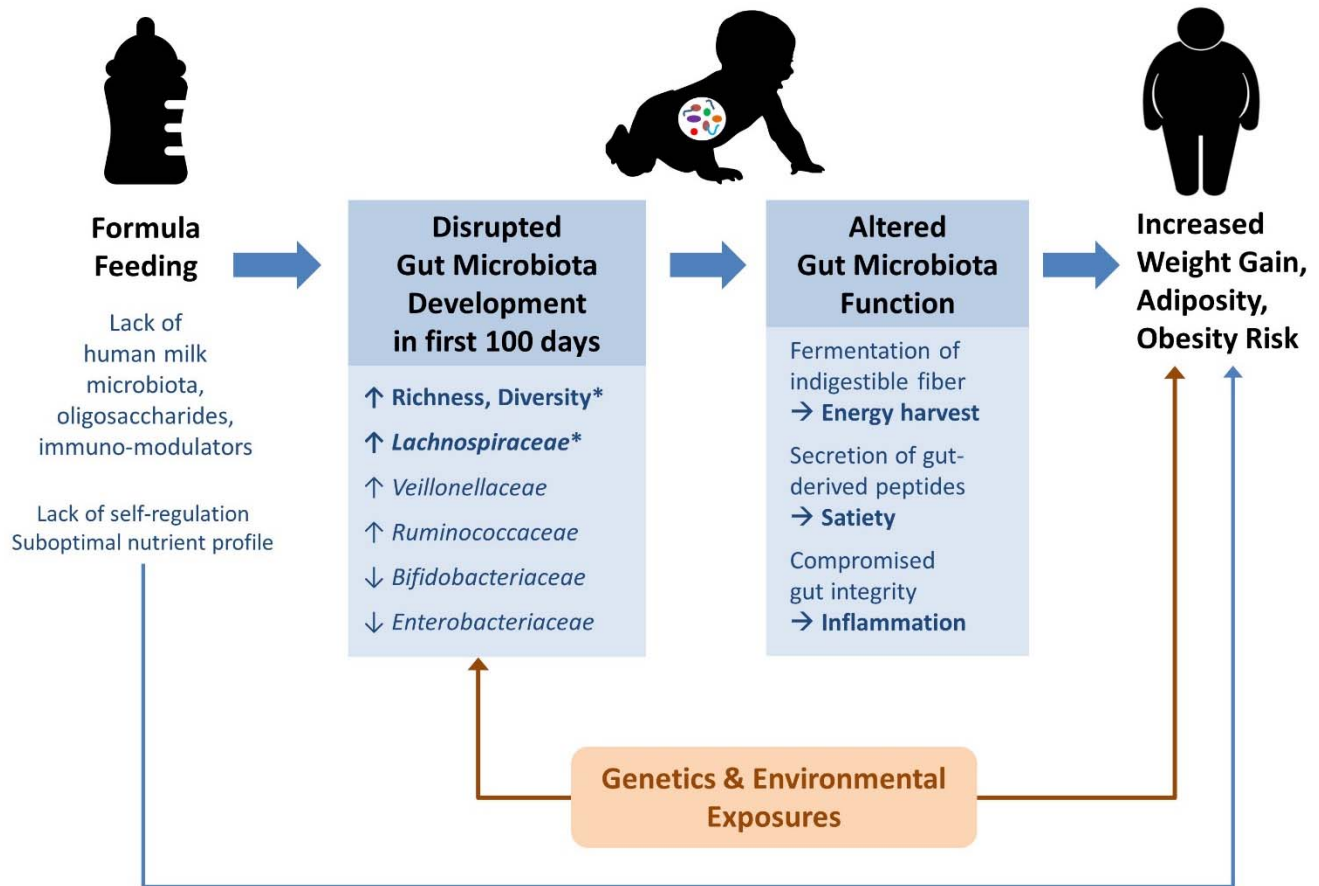 Formula
Feeding
Lack of
human milk
microbiota,
oligosaccharides,
immuno-modulators
Lack of self-regulation
Suboptimal nutrient profile
Disrupted
Gut Microbiota
Development
in first 100 days
↑ Richness, Diversity*
↑ Lachnospiraceae*
↑ Veillonellaceae
↑ Ruminococcaceae
↓ Bifidobacteriaceae
↓ Enterobacteriaceae
Altered
Gut Microbiota
Function
Fermentation of
indigestible fiber
→ Energy harvest
Secretion of gut-
derived peptides
→ Satiety
Compromised
gut integrity
→ Inflammation
Increased
Weight Gain,
Adiposity,
Obesity Risk
Genetics & Environmental
Exposures